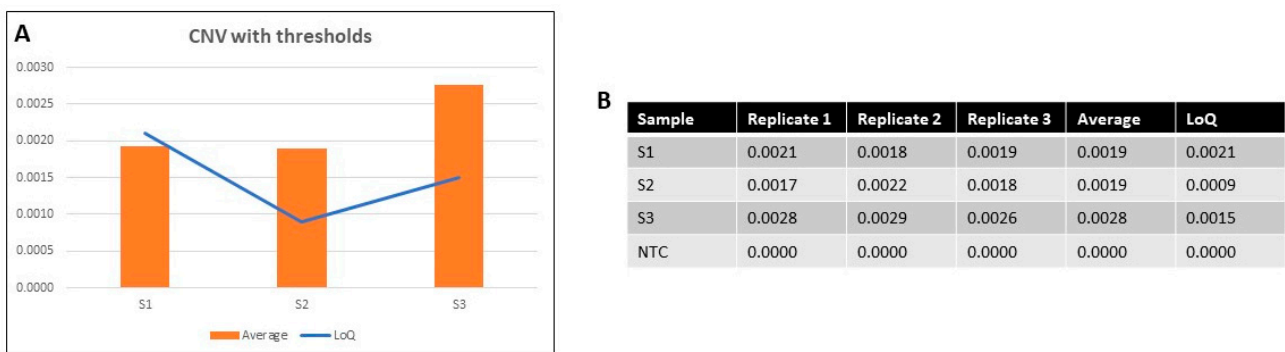 A
CNV with thresholds
0.0030
0.0025
0.0020
0.0015
0.0010
0.0005
0.0000
S1 S2 S3
Average LoQ
B
Sample Replicate 1 Replicate 2 Replicate 3 Average LoQ
S1 0.0021 0.0018 0.0019 0.0019 0.0021
S2 0.0017 0.0022 0.0018 0.0019 0.0009
S3 0.0028 0.0029 0.0026 0.0028 0.0015
NTC 0.0000 0.0000 0.0000 0.0000 0.0000